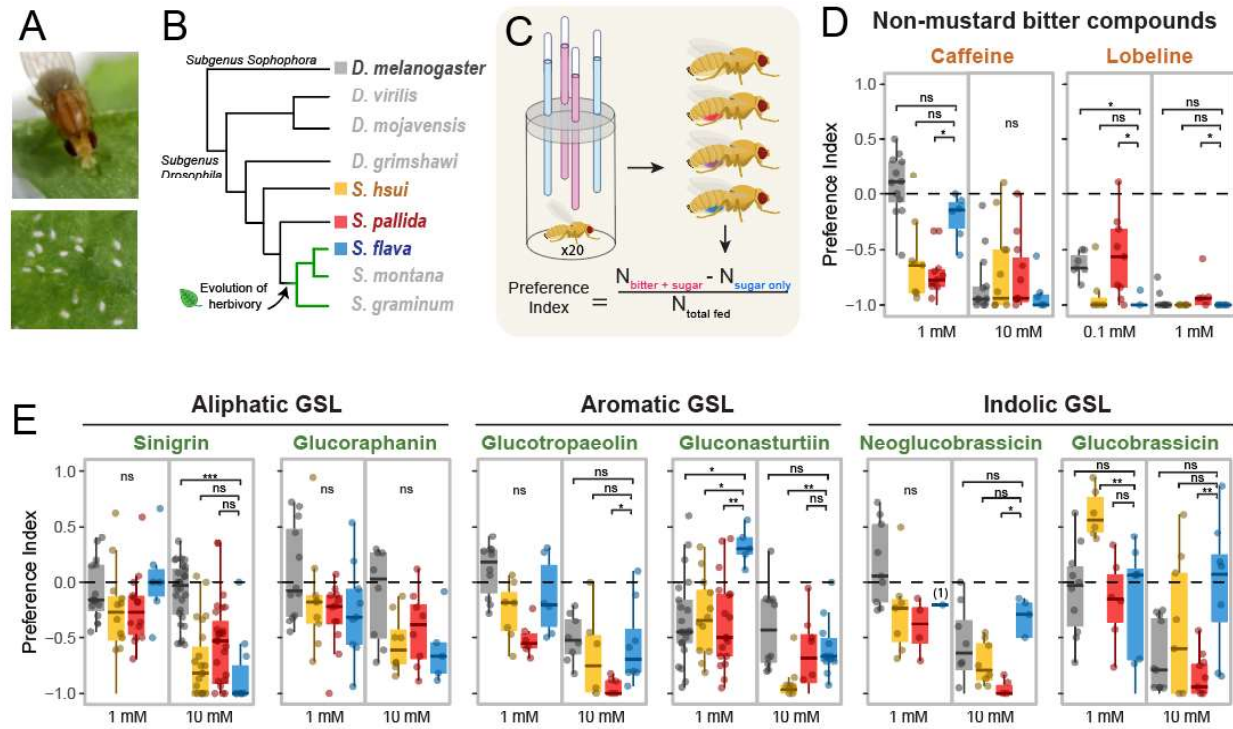 A
B
Subgenus Sophophora
D. melanogaster
D. virilis
D. mojavensis
Subgenus
Drosophila
D. grimshawi
S. hsui
S. pallida
S. flava
S. montana
S. graminum
Evolution of
herbivory
C
x20
Preference
Index
=
N bitter + sugar - N sugar only
N total fed
D
Non-mustard bitter compounds
Caffeine Lobeline
Preference Index
1.0
0.5
0.0
−0.5
−1.0
ns
ns
*
ns
*
ns
*
ns
ns
*
1 mM 10 mM 0.1 mM 1 mM
E
Aliphatic GSL Aromatic GSL Indolic GSL
Sinigrin Glucoraphanin Glucotropaeolin Gluconasturtiin Neoglucobrassicin Glucobrassicin
Preference Index
1.0
0.5
0.0
-0.5
-1.0
ns
***
ns
ns
ns
ns
ns
ns
ns
*
*
*
**
ns
**
ns
ns
(1)
ns
ns
*
ns
**
ns
ns
ns
**
1 mM 10 mM 1 mM 10 mM 1 mM 10 mM 1 mM 10 mM 1 mM 10 mM 1 mM 10 mM